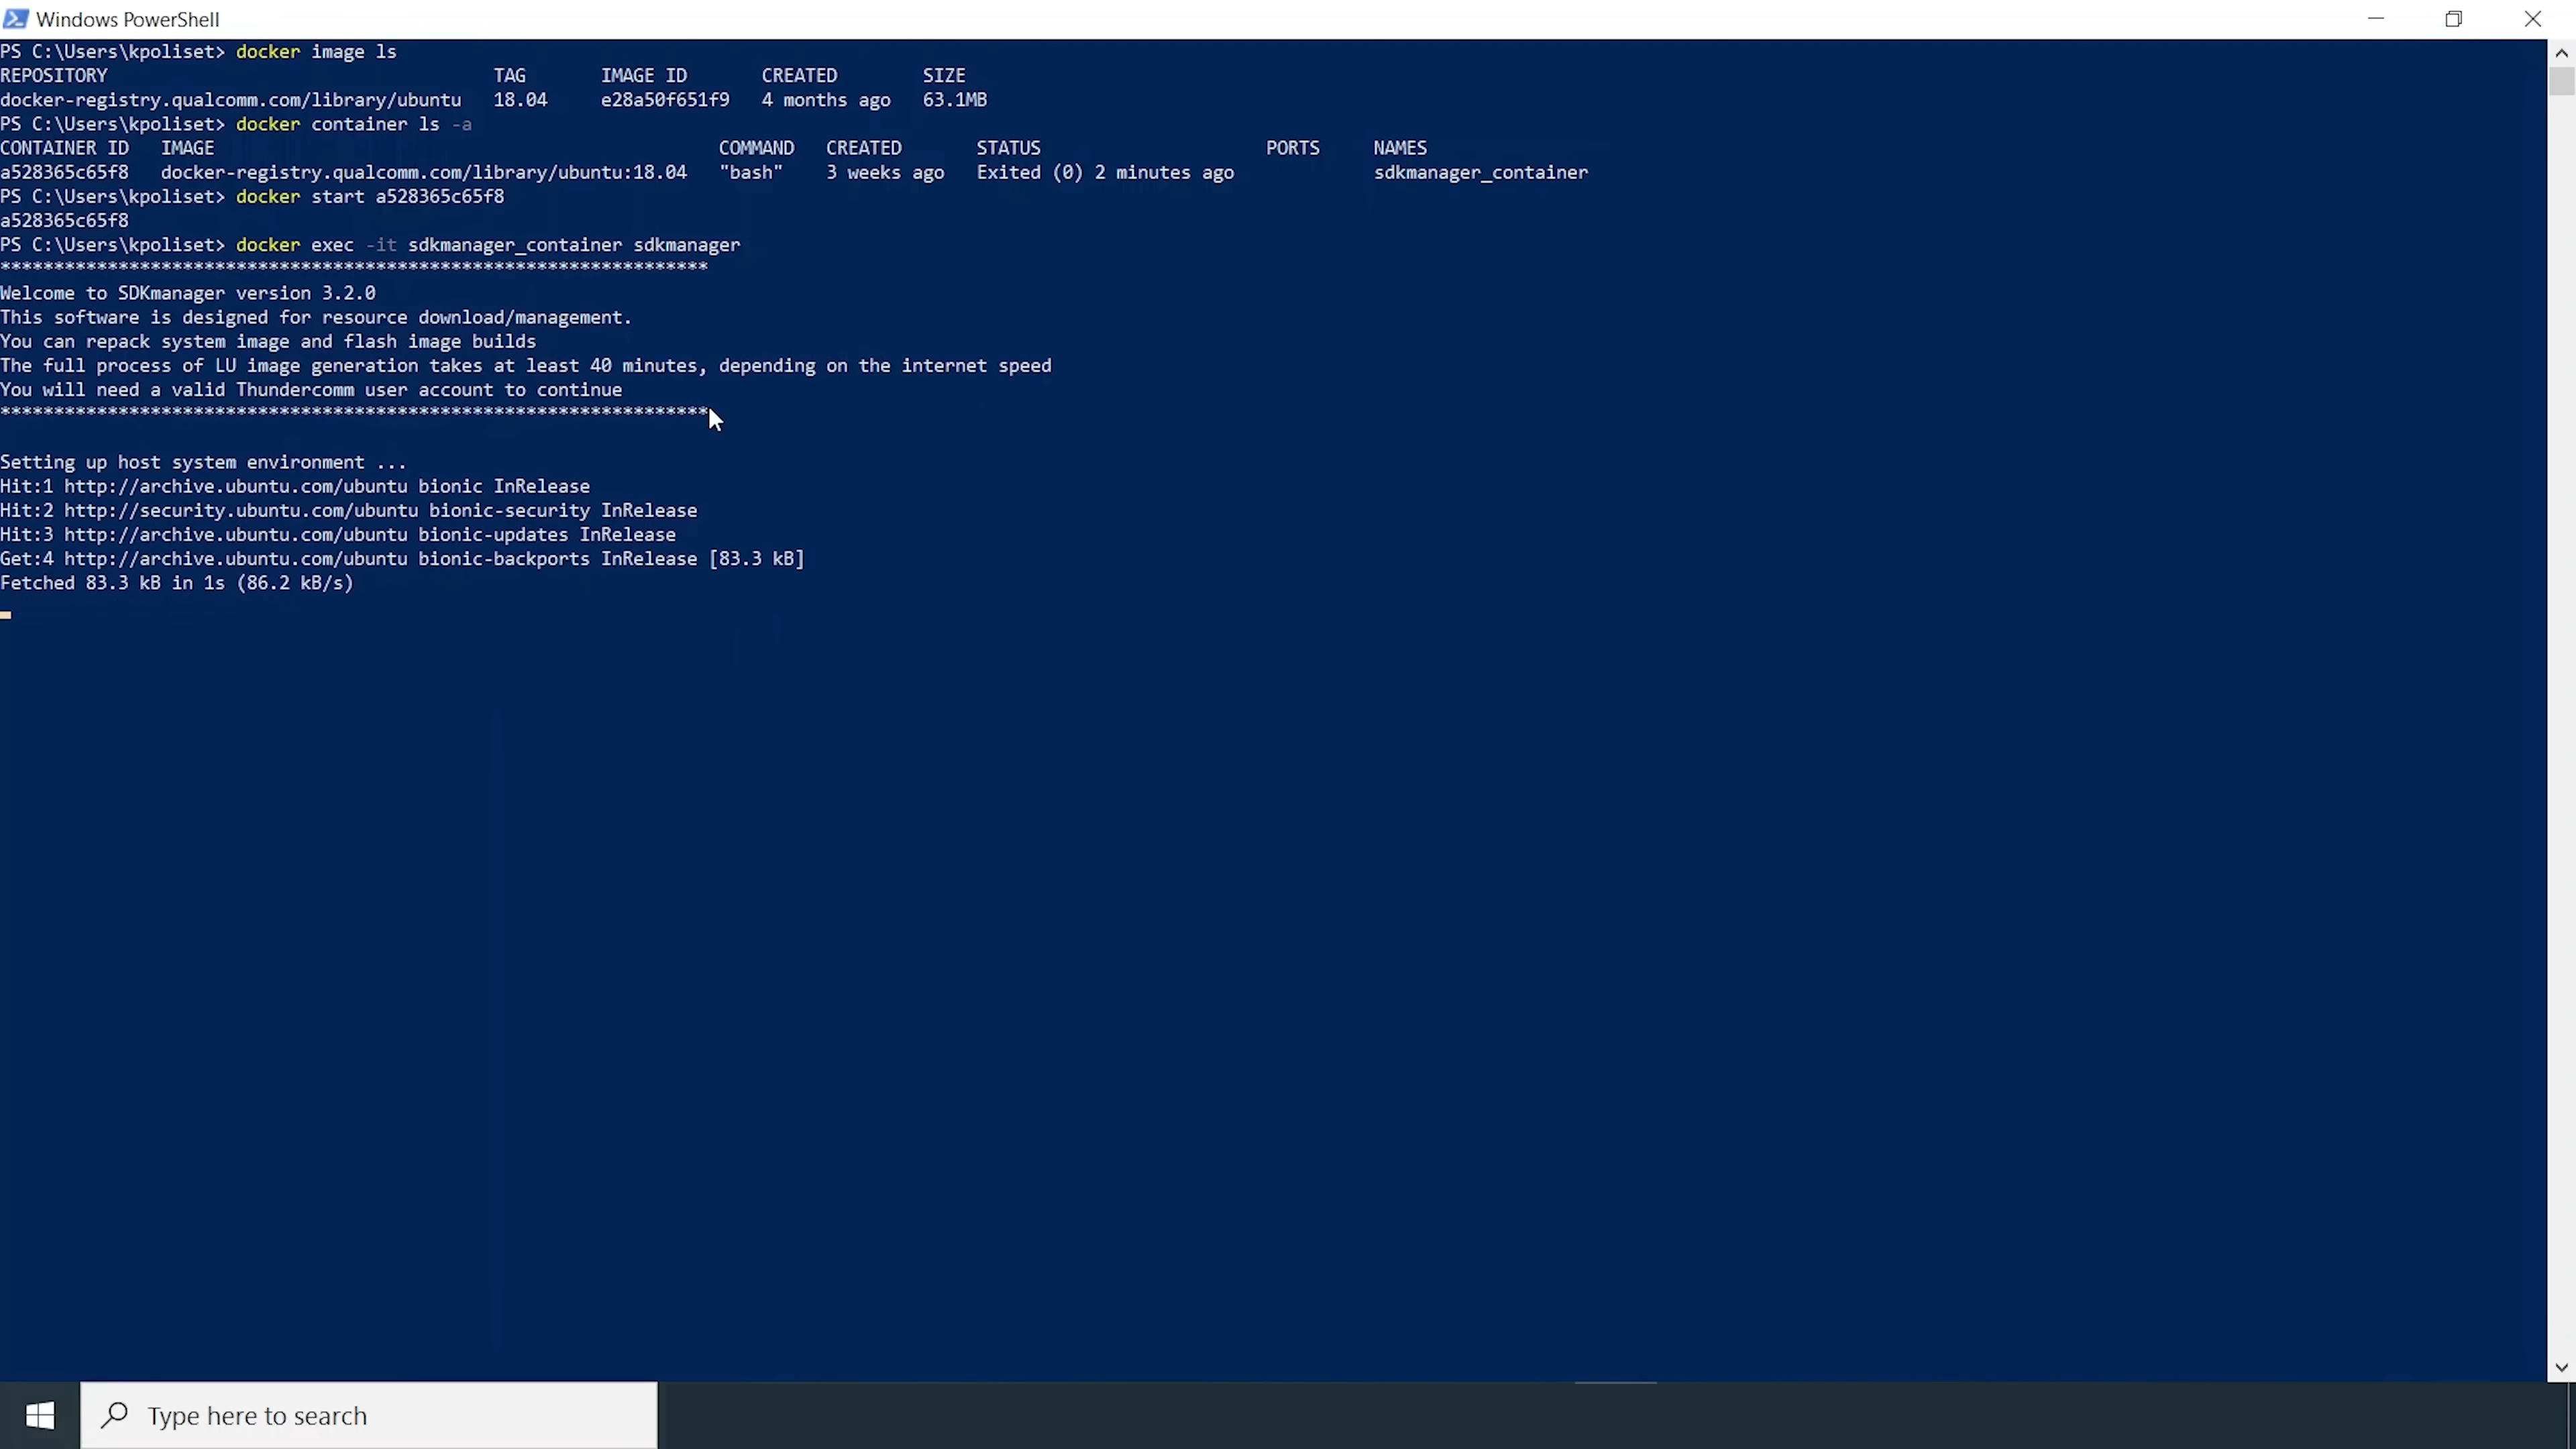 Windows PowerShell
PS C:\Users\kpoliset> docker image ls
REPOSITORY TAG IMAGE ID CREATED SIZE
docker-registry.qualcomm.com/library/ubuntu 18.04 e28a50f651f9 4 months ago 63.1MB
PS C:\Users\kpoliset> docker container ls -a
CONTAINER ID IMAGE COMMAND CREATED STATUS PORTS NAMES
a528365c65f8 docker-registry.qualcomm.com/library/ubuntu:18.04 "bash" 3 weeks ago Exited (0) 2 minutes ago sdkmanager_container
PS C:\Users\kpoliset> docker start a528365c65f8
a528365c65f8
PS C:\Users\kpoliset> docker exec -it sdkmanager_container sdkmanager
******************************************************************
Welcome to SDKmanager version 3.2.0
This software is designed for resource download/management.
You can repack system image and flash image builds
The full process of LU image generation takes at least 40 minutes, depending on the internet speed
You will need a valid Thundercomm user account to continue
******************************************************************
Setting up host system environment ...
Hit:1 http://archive.ubuntu.com/ubuntu bionic InRelease
Hit:2 http://security.ubuntu.com/ubuntu bionic-security InRelease
Hit:3 http://archive.ubuntu.com/ubuntu bionic-updates InRelease
Get:4 http://archive.ubuntu.com/ubuntu bionic-backports InRelease [83.3 kB]
Fetched 83.3 kB in 1s (86.2 kB/s)
Type here to search